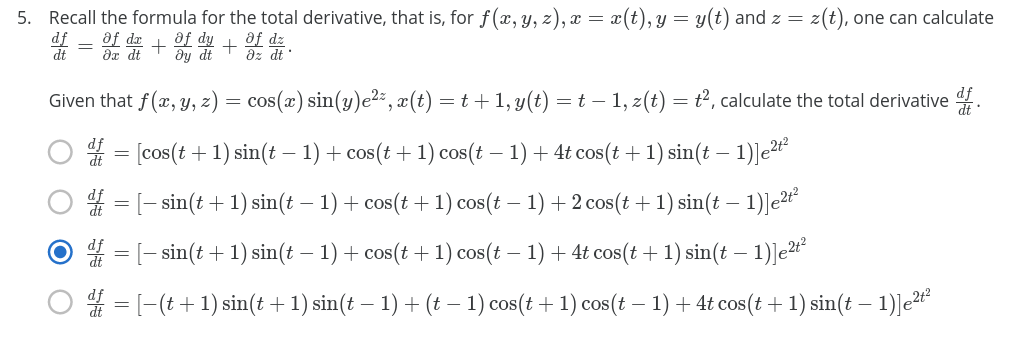 5. Recall the formula for the total derivative, that is, for f(x, y, z), x = x(t), y = y(t) and z = z(t), one can calculate
df/dt = ∂f/∂x dx/dt + ∂f/∂y dy/dt + ∂f/∂z dz/dt.
Given that f(x, y, z) = cos(x) sin(y)e^{2z}, x(t) = t + 1, y(t) = t − 1, z(t) = t², calculate the total derivative df/dt.
df/dt = [cos(t + 1) sin(t − 1) + cos(t + 1) cos(t − 1) + 4t cos(t + 1) sin(t − 1)]e^{2t²}
df/dt = [− sin(t + 1) sin(t − 1) + cos(t + 1) cos(t − 1) + 2 cos(t + 1) sin(t − 1)]e^{2t²}
df/dt = [− sin(t + 1) sin(t − 1) + cos(t + 1) cos(t − 1) + 4t cos(t + 1) sin(t − 1)]e^{2t²}
df/dt = [−(t + 1) sin(t + 1) sin(t − 1) + (t − 1) cos(t + 1) cos(t − 1) + 4t cos(t + 1) sin(t − 1)]e^{2t²}